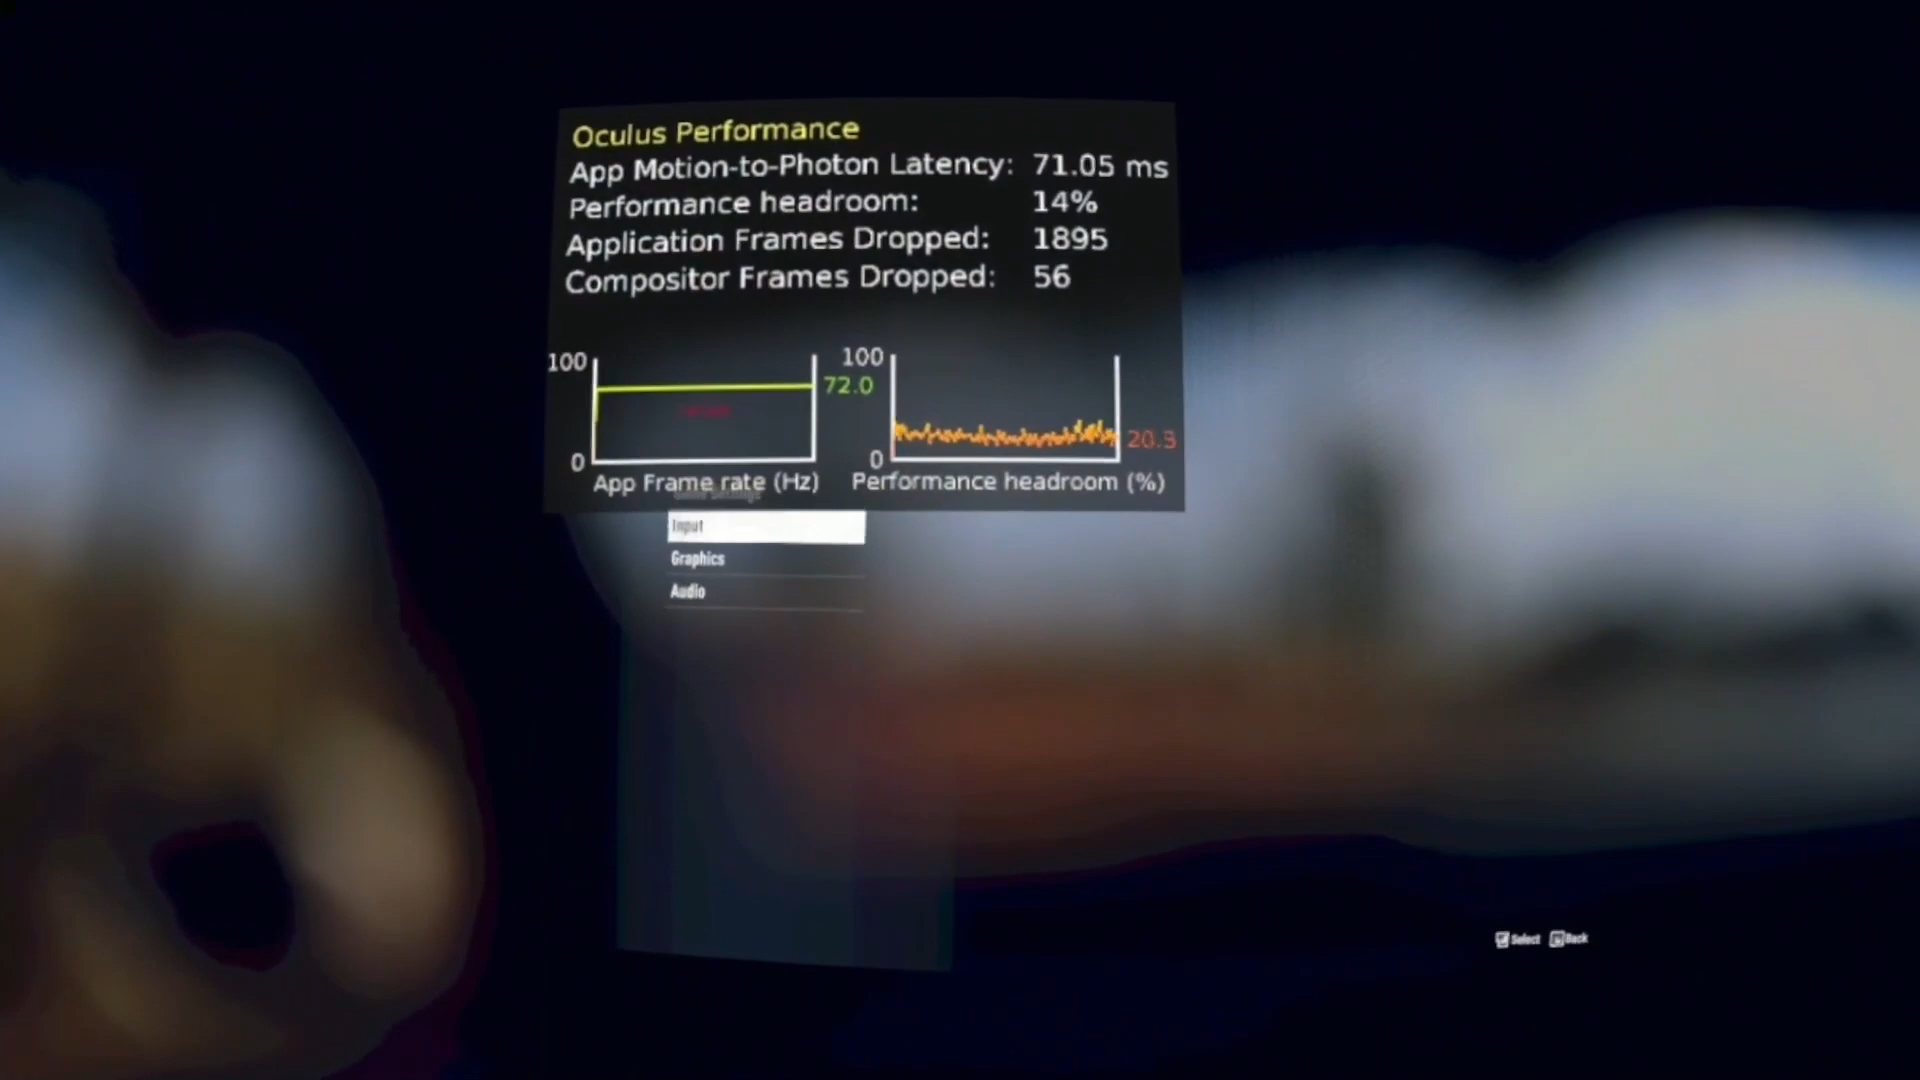 Oculus Performance
App Motion-to-Photon Latency: 71.05 ms
Performance headroom: 14%
Application Frames Dropped: 1895
Compositor Frames Dropped: 56
100
72.0
0
App Frame rate (Hz)
100
20.3
0
Performance headroom (%)
Input
Graphics
Audio
Select Back